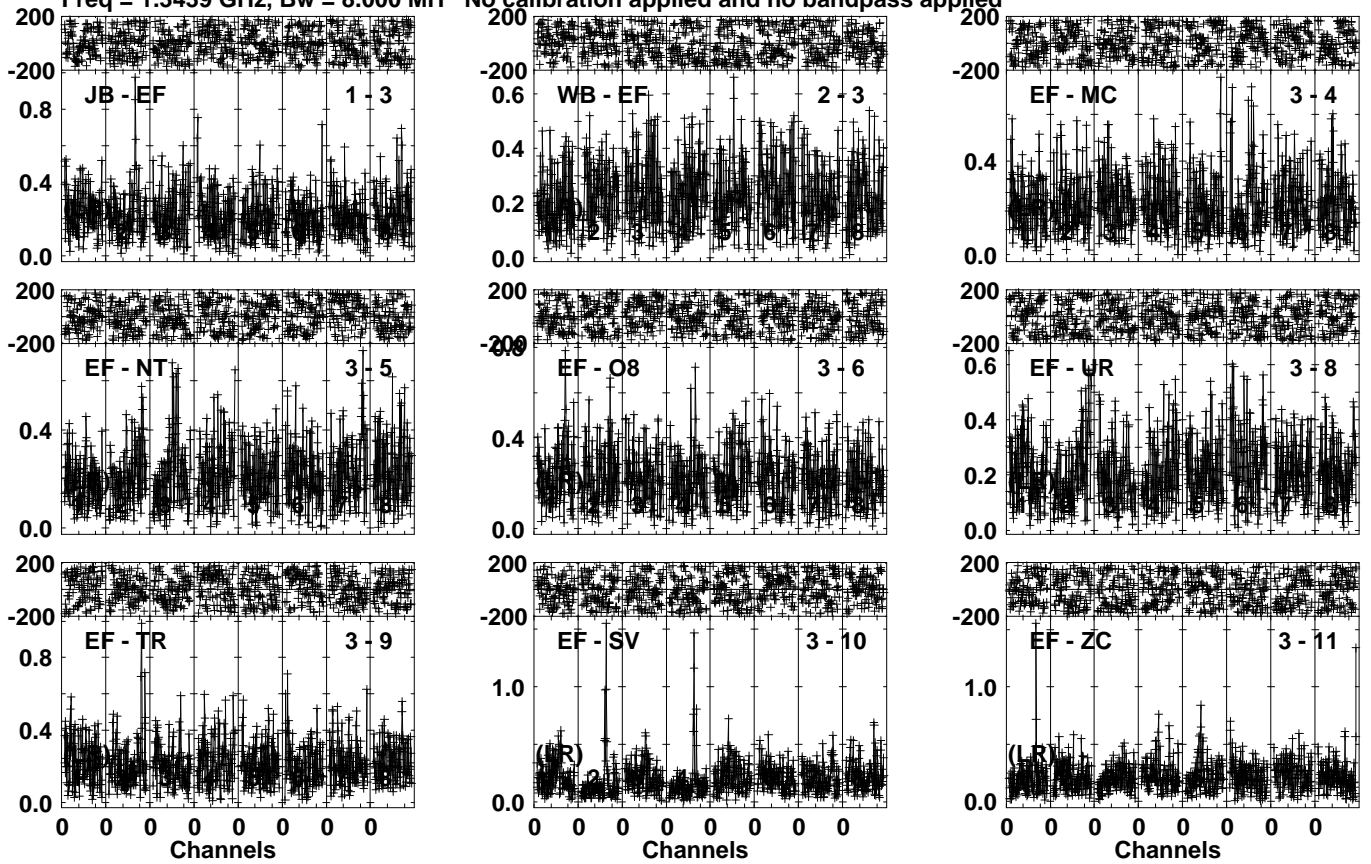 Freq = 1.5459 GHz, Bw = 8.000 MH No calibration applied and no bandpass applied
200 200 200
-200 -200 -200
JB - EF 1 - 3 WB - EF 2 - 3 EF - MC 3 - 4
0.8 0.6
0.4 0.4 0.4
0.2
0.0 0.0 0.0
200 200 200
-200 -200 -200
EF - NT 3 - 5 EF - O8 3 - 6 EF - UR 3 - 8
0.6
0.4 0.4 0.4
0.2
0.0 0.0 0.0
200 200 200
-200 -200 -200
EF - TR 3 - 9 EF - SV 3 - 10 EF - ZC 3 - 11
0.8 1.0 1.0
0.4
(LR) (LR)
0.0 0.0 0.0
0 0 0 0 0 0 0 0 0 0 0 0 0 0 0 0 0 0 0 0 0 0 0 0
Channels Channels Channels